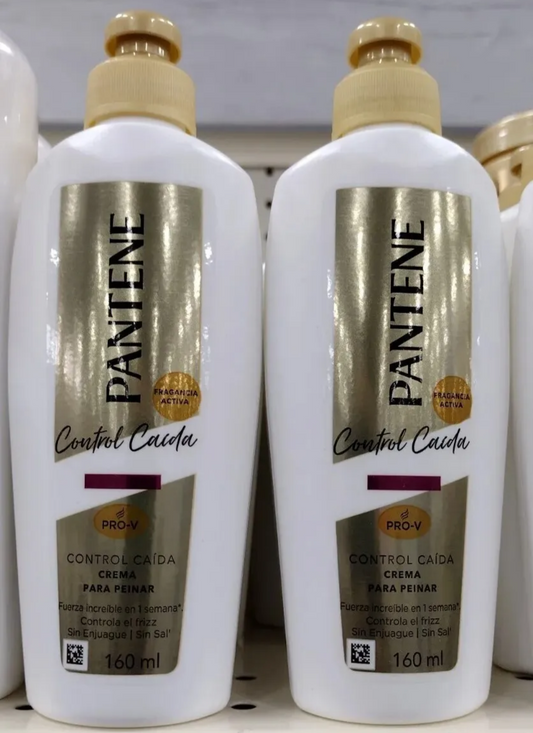 PANTENE
FRAGANCIA
ACTIVA
Control Caída
PRO-V
CONTROL CAÍDA
CREMA
PARA PEINAR
Fuerza increíble en 1 semana*.
Controla el frizz
Sin Enjuague | Sin Sal¹
160 ml
PANTENE
FRAGANCIA
ACTIVA
Control Caída
PRO-V
CONTROL CAÍDA
CREMA
PARA PEINAR
Fuerza increíble en 1 semana*.
Controla el frizz
Sin Enjuague | Sin Sal¹
160 ml